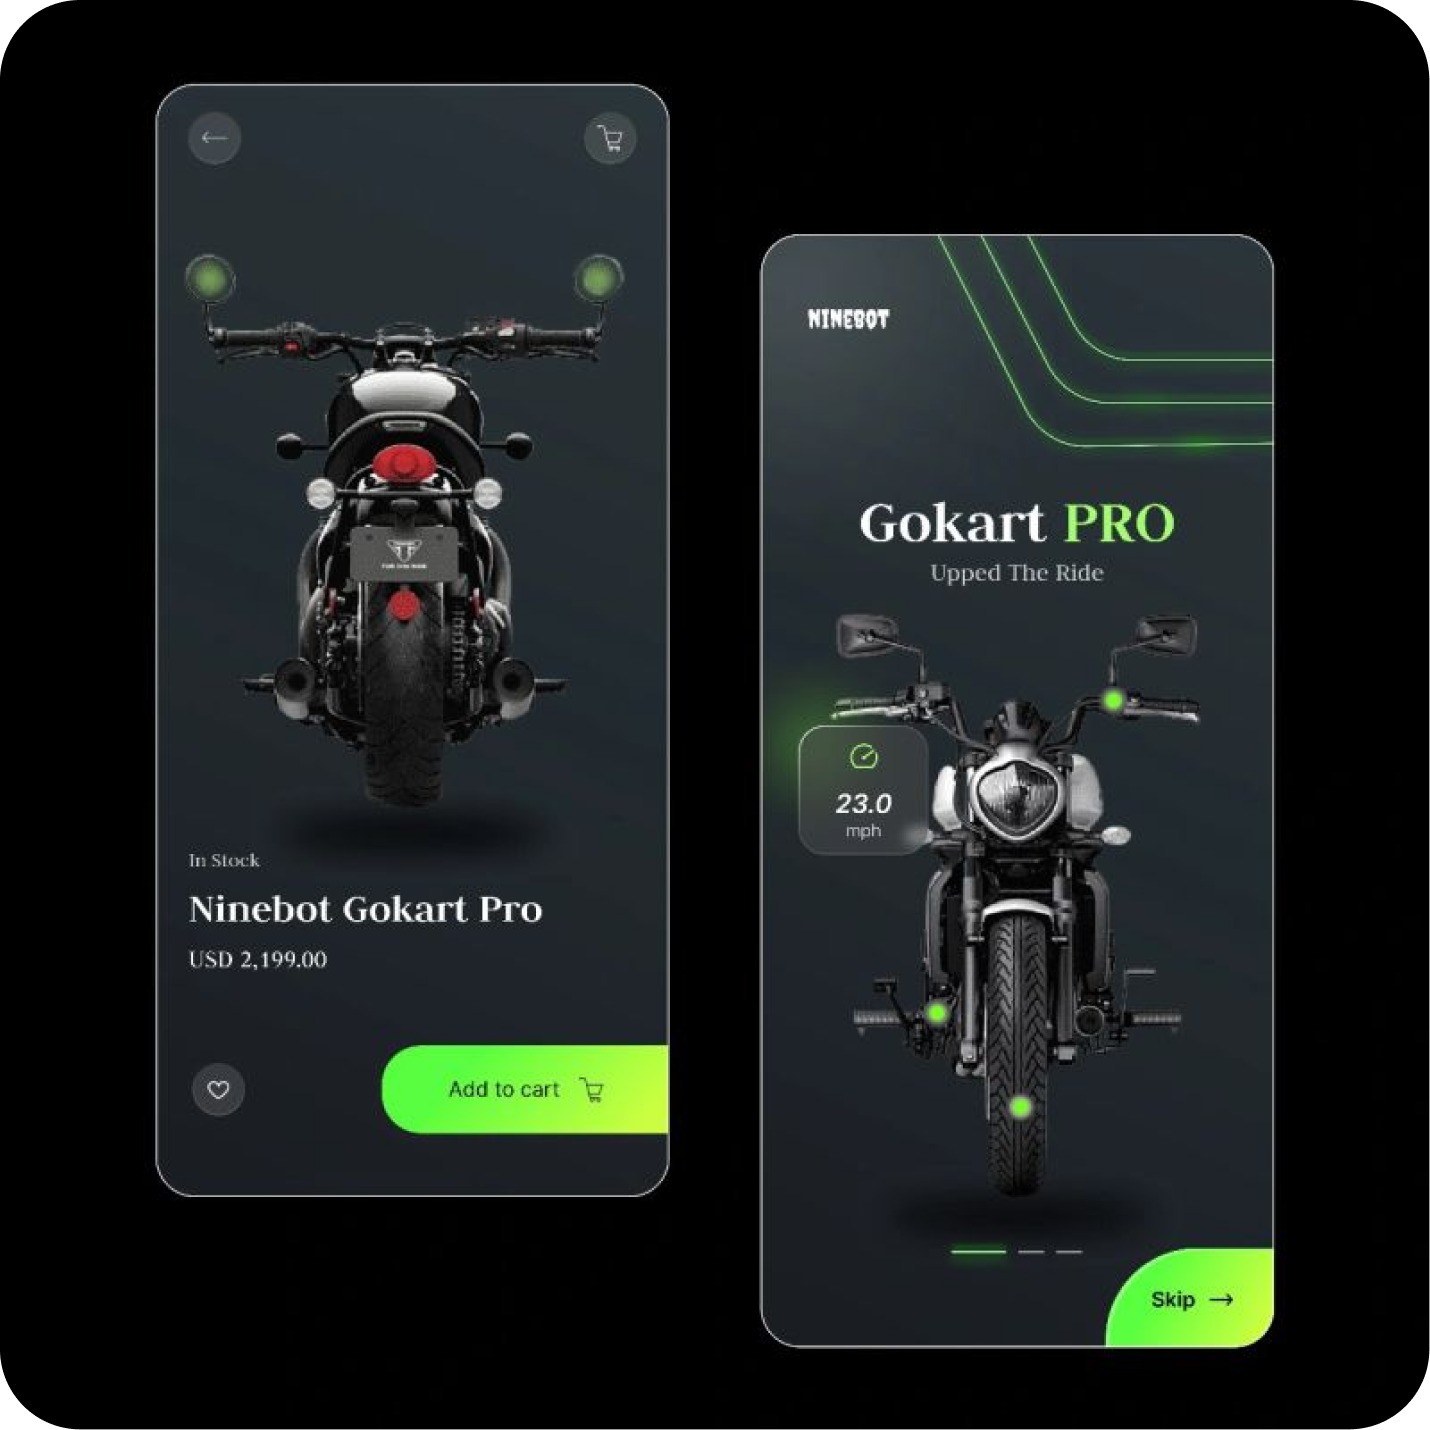 In Stock
Ninebot Gokart Pro
USD 2,199.00
Add to cart
NINEBOT
Gokart PRO
Upped The Ride
23.0
mph
Skip